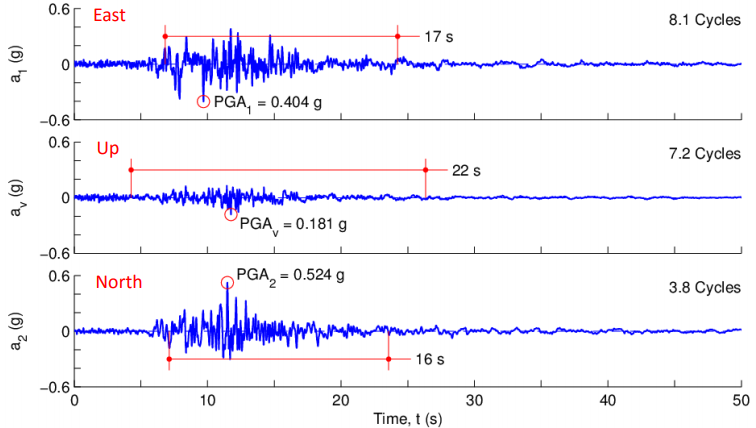 East
8.1 Cycles
0.6
17 s
0
a1 (g)
PGA1 = 0.404 g
−0.6
Up
7.2 Cycles
0.6
22 s
0
av (g)
PGAv = 0.181 g
−0.6
North
3.8 Cycles
0.6
PGA2 = 0.524 g
0
a2 (g)
16 s
−0.6
0 10 20 30 40 50
Time, t (s)